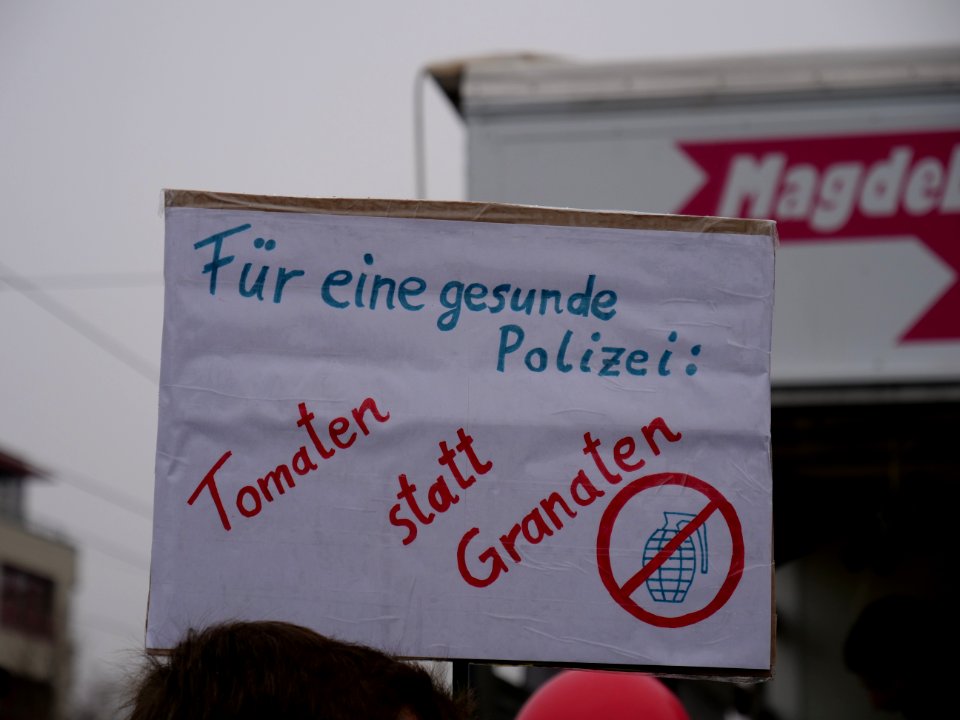 Magdeb
Für eine gesunde
Polizei:
Tomaten
statt
Granaten